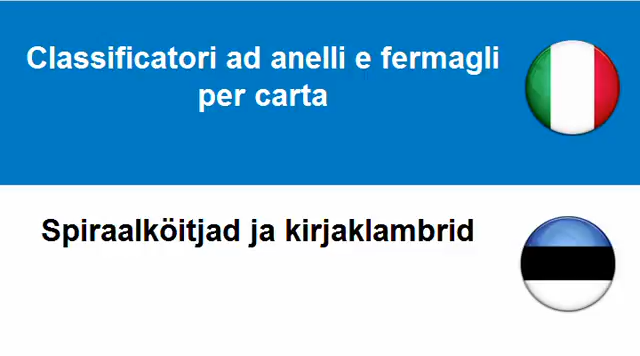 Classificatori ad anelli e fermagli
per carta
Spiraalköitjad ja kirjaklambrid